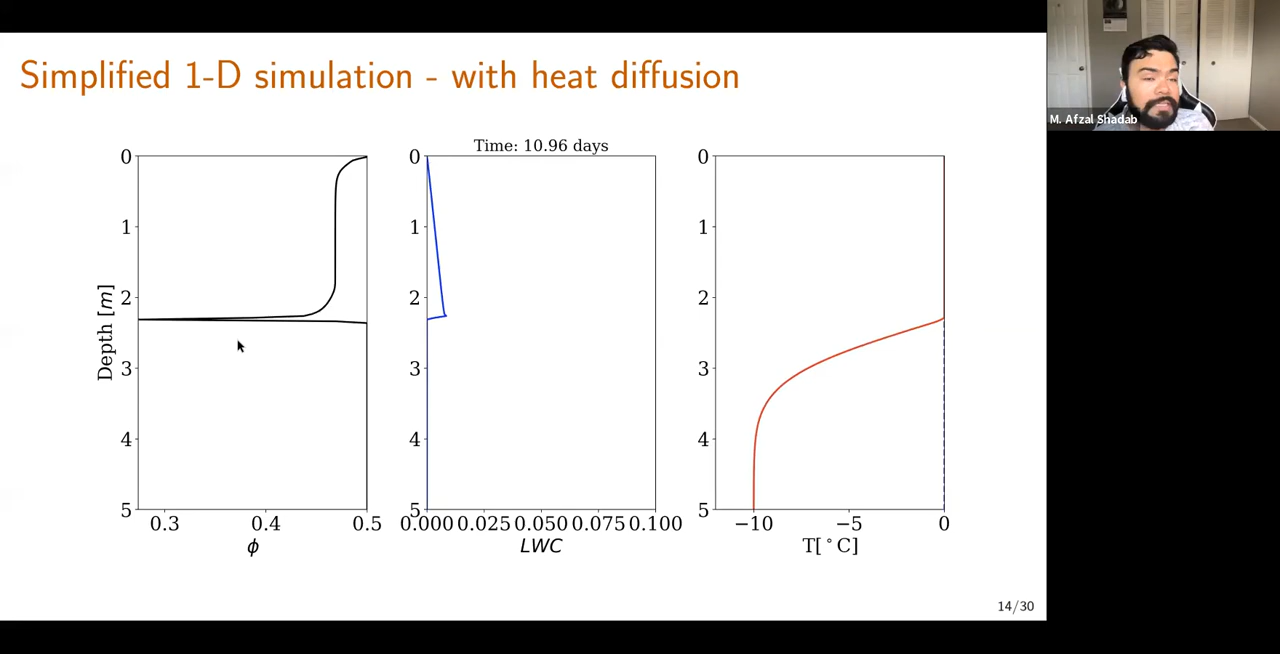 Simplified 1-D simulation - with heat diffusion
M. Afzal Shadab
Time: 10.96 days
0
1
2
3
4
5
Depth [m]
0.3 0.4 0.5
ϕ
0
1
2
3
4
5
0.000 0.025 0.050 0.075 0.100
LWC
0
1
2
3
4
5
−10 −5 0
T[°C]
14/30